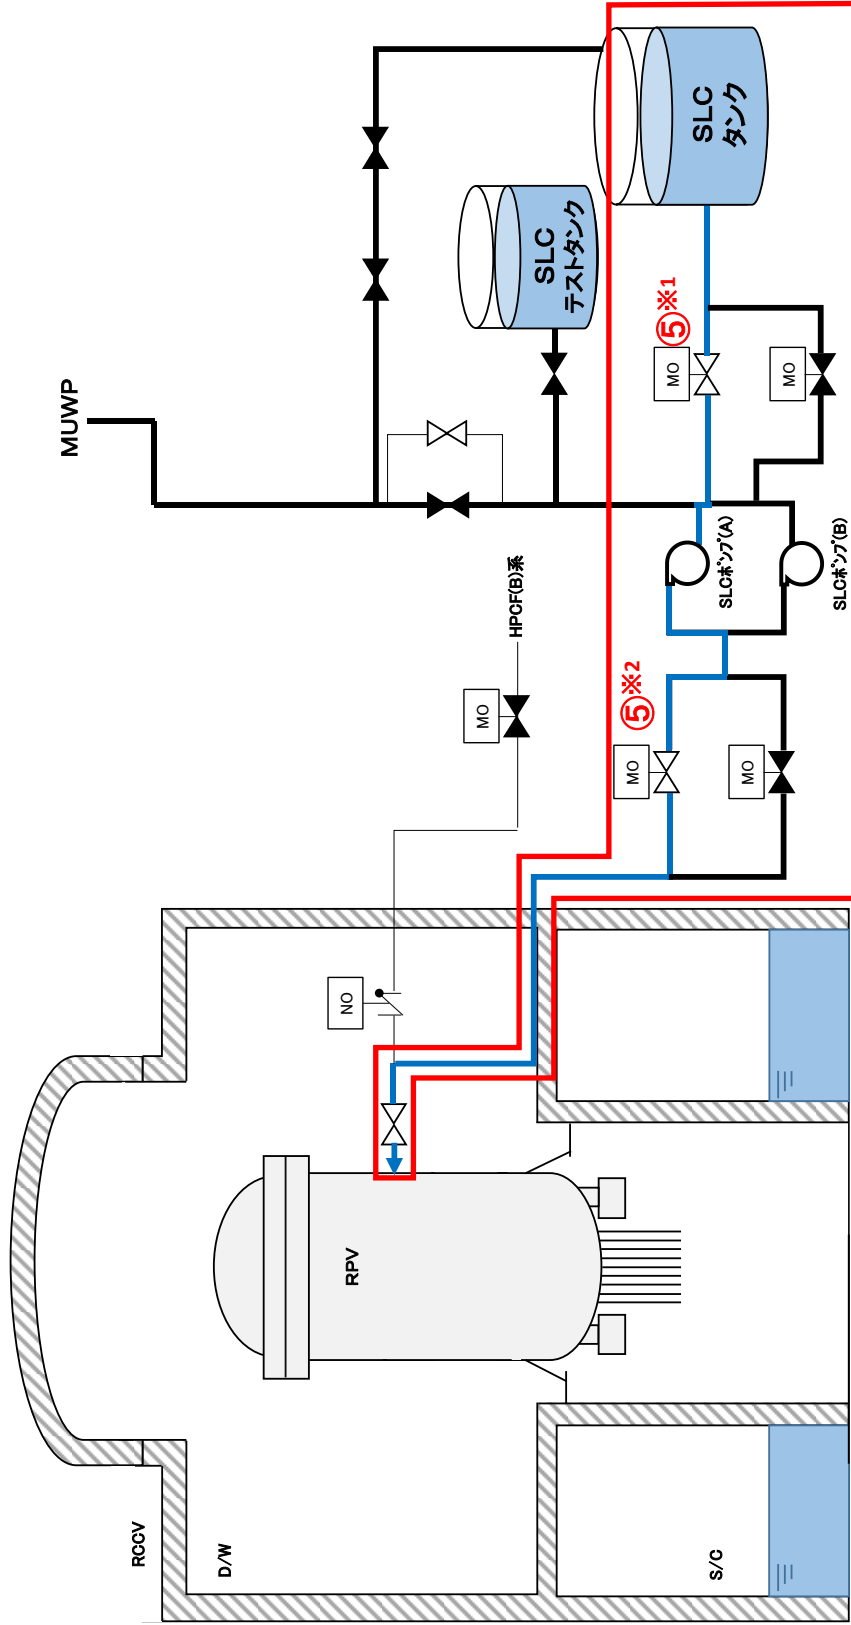 RCCV
D/W
S/C
RPV
NO
MO
HPCF(B)系
MUWP
SLC
テストタンク
SLC
タンク
⑤※1
MO
MO
SLCポンプ(A)
SLCポンプ(B)
⑤※2
MO
MO